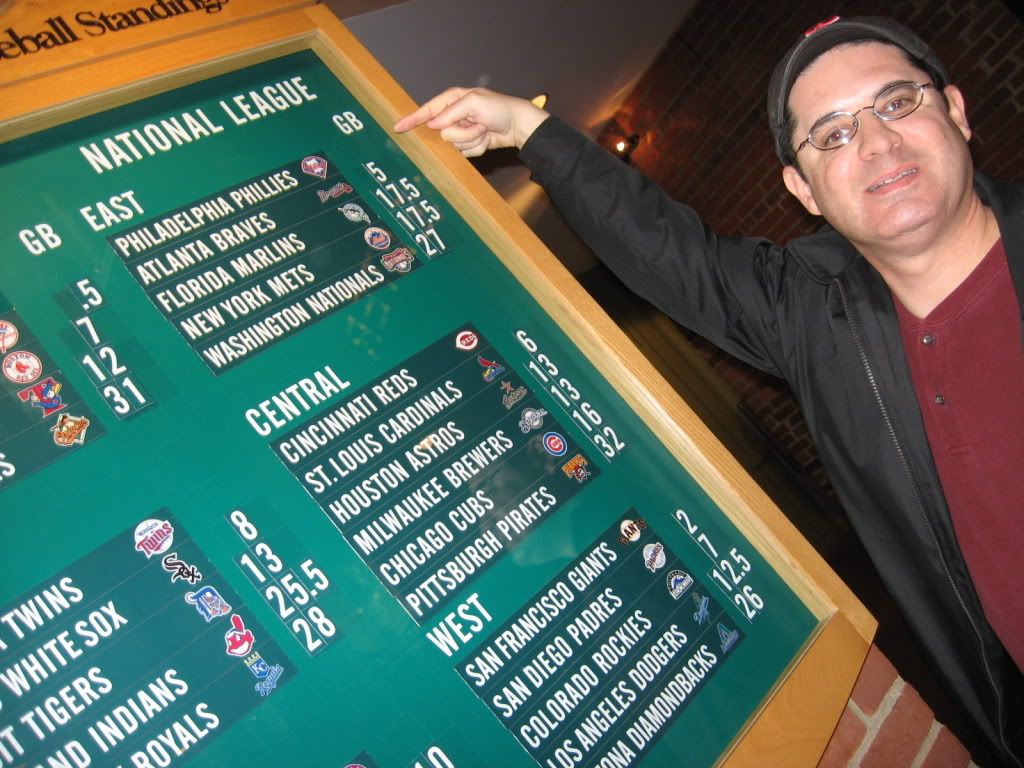 eball Standings
NATIONAL LEAGUE
EAST GB
PHILADELPHIA PHILLIES
ATLANTA BRAVES 5
FLORIDA MARLINS 17.5
NEW YORK METS 17.5
WASHINGTON NATIONALS 27
CENTRAL
CINCINNATI REDS
ST. LOUIS CARDINALS 6
HOUSTON ASTROS 13
MILWAUKEE BREWERS 13
CHICAGO CUBS 16
PITTSBURGH PIRATES 32
WEST
SAN FRANCISCO GIANTS
SAN DIEGO PADRES 2
COLORADO ROCKIES 7
LOS ANGELES DODGERS 12.5
ONA DIAMONDBACKS 26
GB
.5
7
12
S 31
TWINS
WHITE SOX 8
IT TIGERS 13
ND INDIANS 25.5
ROYALS 28
GB
10